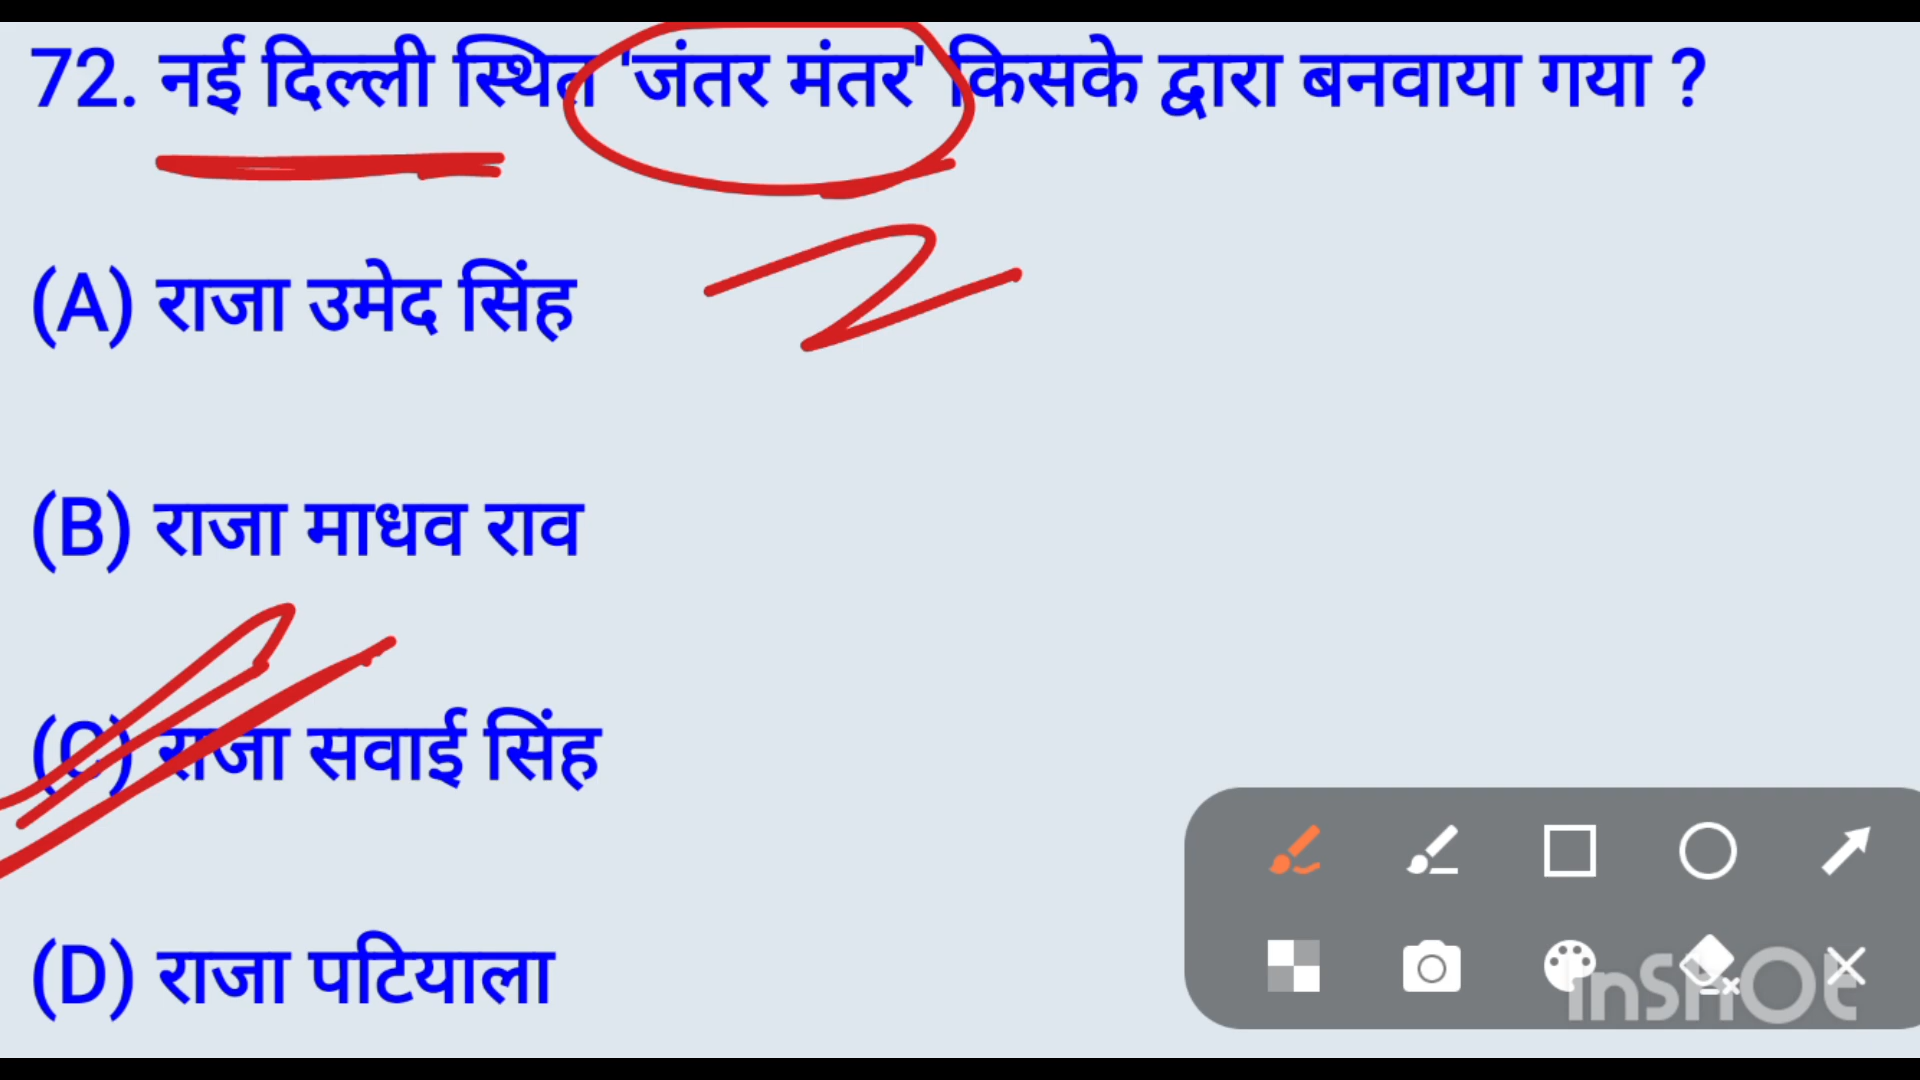 72. नई दिल्ली स्थित 'जंतर मंतर' किसके द्वारा बनवाया गया ?
(A) राजा उमेद सिंह
(B) राजा माधव राव
(C) राजा सवाई सिंह
(D) राजा पटियाला
InShOt